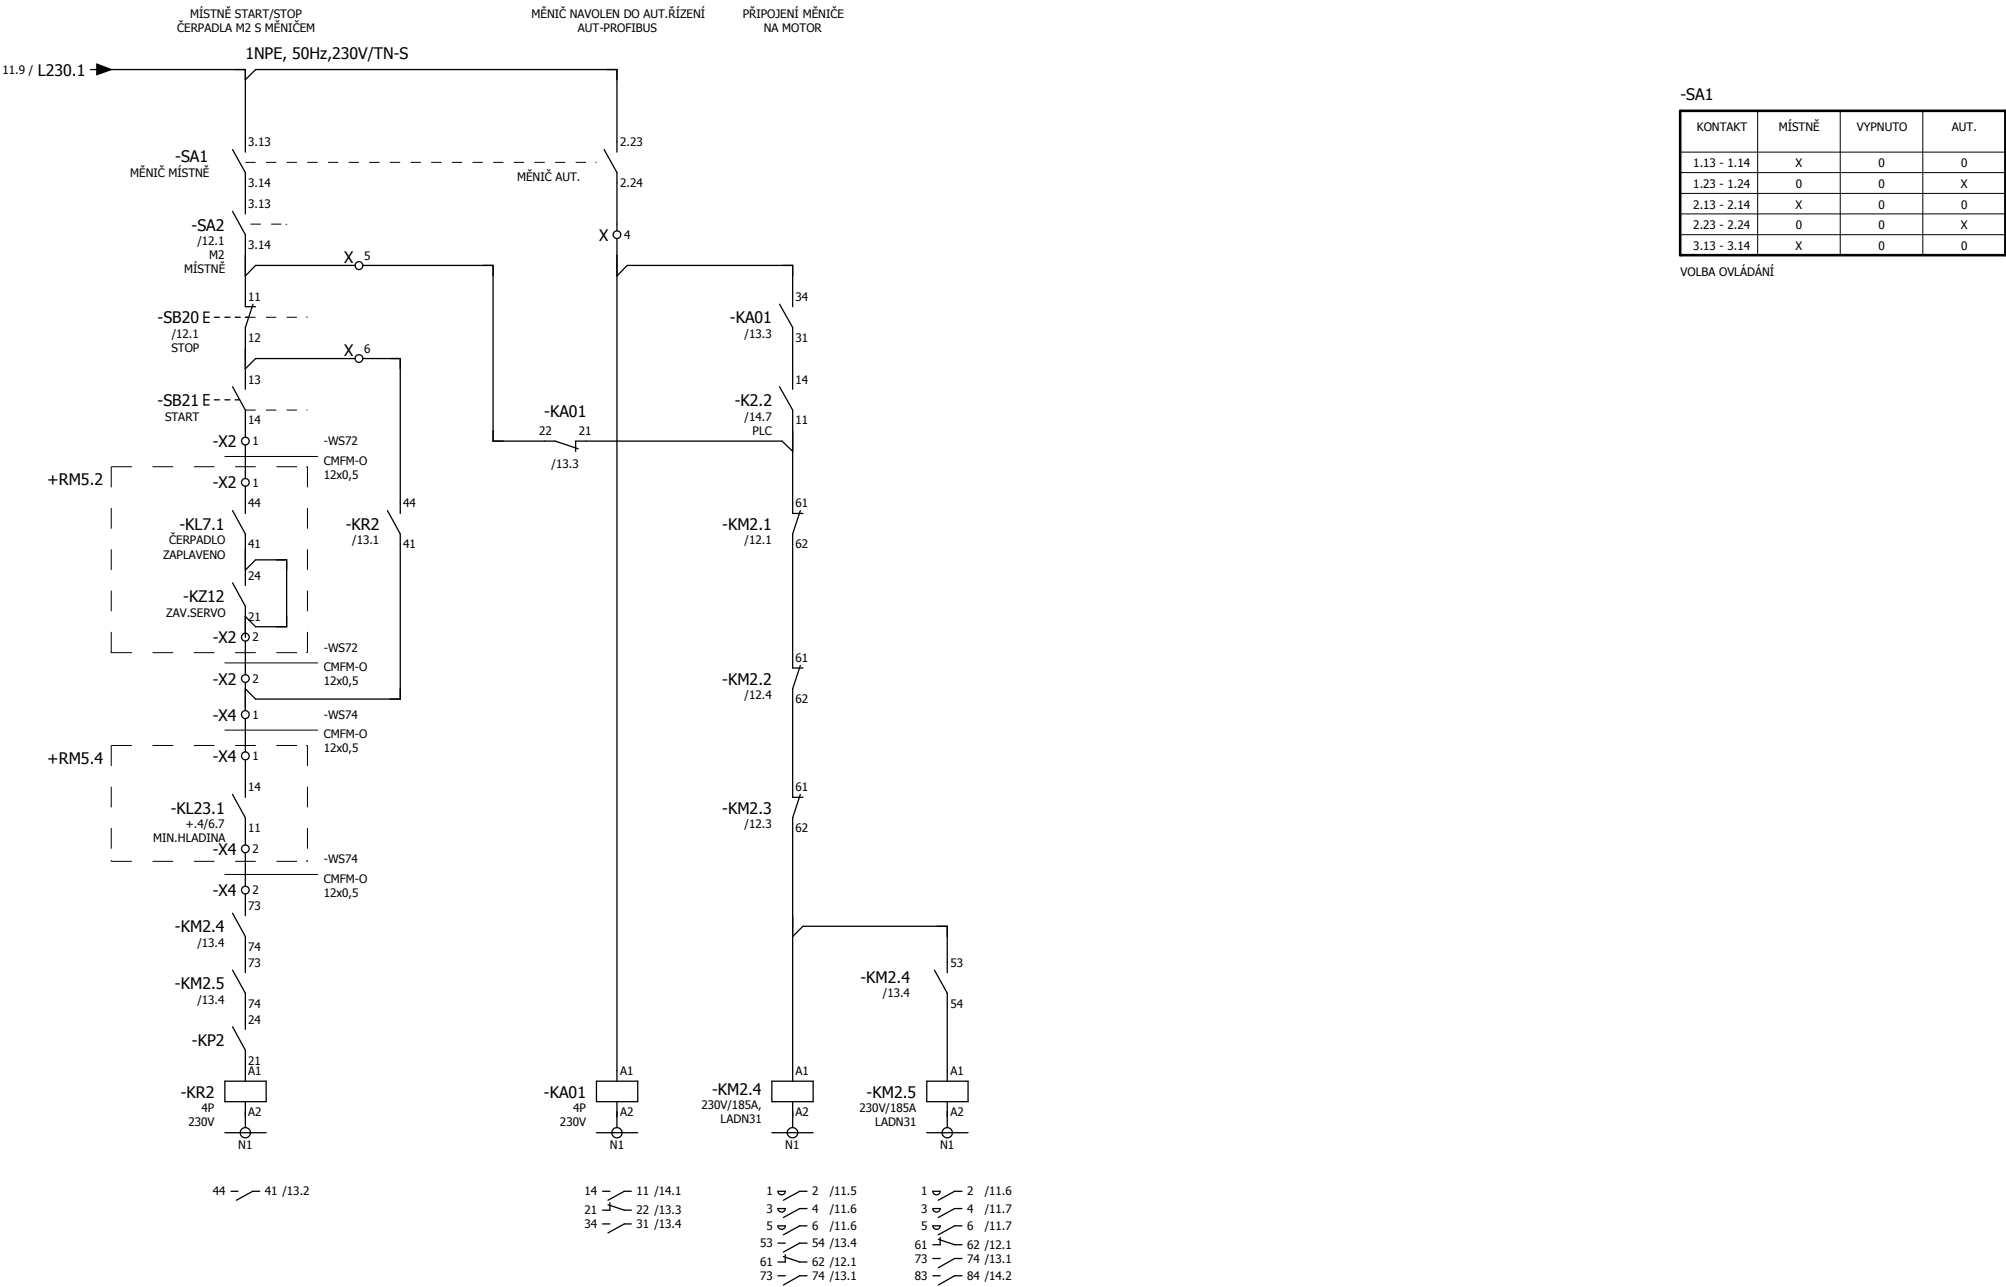 MÍSTNĚ START/STOP
ČERPADLA M2 S MĚNIČEM
MĚNIČ NAVOLEN DO AUT.ŘÍZENÍ
AUT-PROFIBUS
PŘIPOJENÍ MĚNIČE
NA MOTOR
1NPE, 50Hz,230V/TN-S
11.9 / L230.1
3.13
-SA1
MĚNIČ MÍSTNĚ
3.14
2.23
MĚNIČ AUT.
2.24
3.13
-SA2
/12.1
M2
MÍSTNĚ
3.14
X 4
X 5
11
-SB20 E
/12.1
STOP
12
34
-KA01
/13.3
31
X 6
13
-SB21 E
START
14
14
-K2.2
/14.7
PLC
11
-KA01
22 21
/13.3
-X2 1
-WS72
CMFM-O
12x0,5
+RM5.2
-X2 1
44
-KL7.1
ČERPADLO
ZAPLAVENO
41
44
-KR2
/13.1
41
61
-KM2.1
/12.1
62
24
-KZ12
ZAV.SERVO
21
-X2 2
-WS72
CMFM-O
12x0,5
-X2 2
61
-KM2.2
/12.4
62
-X4 1
-WS74
CMFM-O
12x0,5
+RM5.4
-X4 1
14
-KL23.1
+.4/6.7
MIN.HLADINA
11
-X4 2
61
-KM2.3
/12.3
62
-WS74
CMFM-O
12x0,5
-X4 2
73
-KM2.4
/13.4
74
73
-KM2.5
/13.4
74
53
-KM2.4
/13.4
54
24
-KP2
21
A1
-KR2
4P
230V
A2
N1
A1
-KA01
4P
230V
A2
N1
A1
-KM2.4
230V/185A,
LADN31
A2
N1
A1
-KM2.5
230V/185A
LADN31
A2
N1
44 41 /13.2
14 11 /14.1
21 22 /13.3
34 31 /13.4
1 2 /11.5
3 4 /11.6
5 6 /11.6
53 54 /13.4
61 62 /12.1
73 74 /13.1
1 2 /11.6
3 4 /11.7
5 6 /11.7
61 62 /12.1
73 74 /13.1
83 84 /14.2
-SA1
KONTAKT MÍSTNĚ VYPNUTO AUT.
1.13 - 1.14 X 0 0
1.23 - 1.24 0 0 X
2.13 - 2.14 X 0 0
2.23 - 2.24 0 0 X
3.13 - 3.14 X 0 0
VOLBA OVLÁDÁNÍ